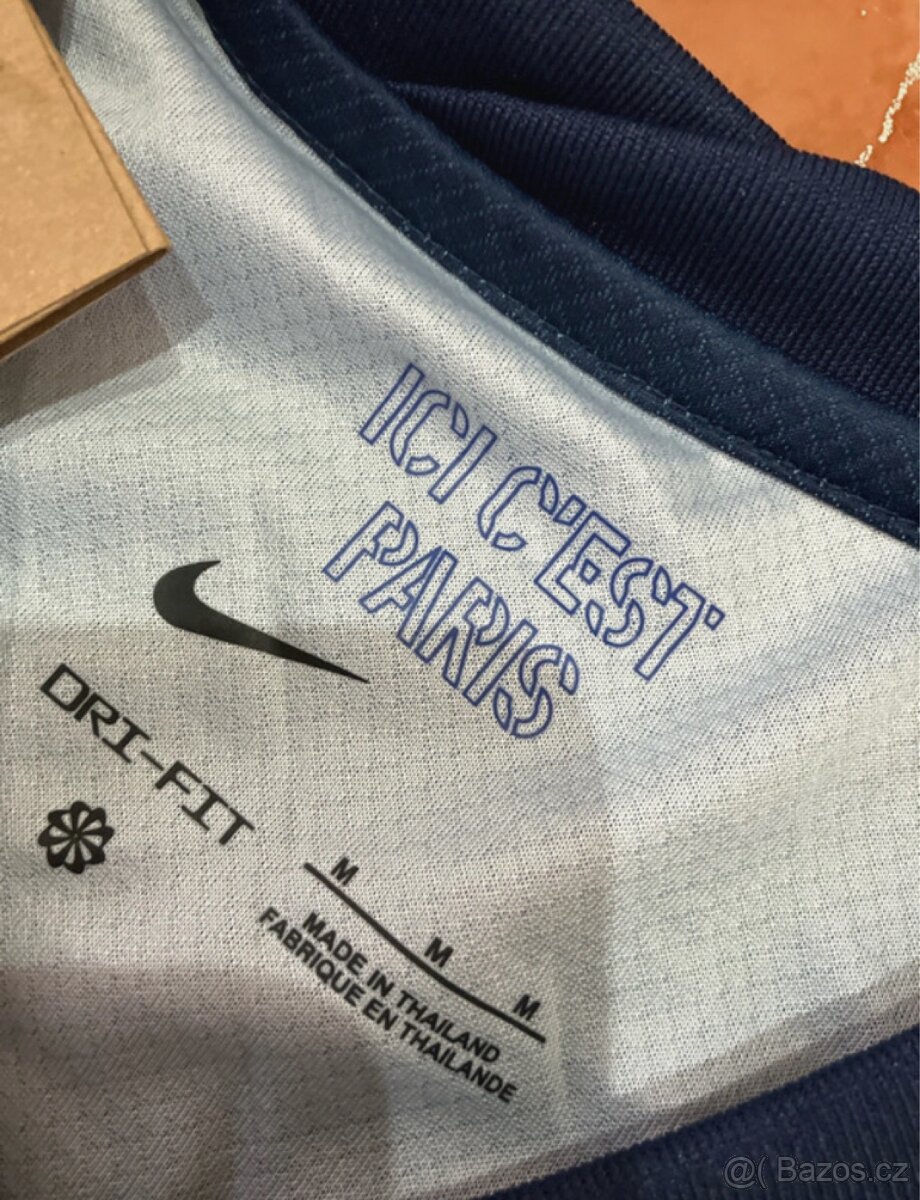 ICI C'EST
PARIS
DRI-FIT
M
M
M
MADE IN THAILAND
FABRIQUE EN THAILANDE
@( Bazos.cz